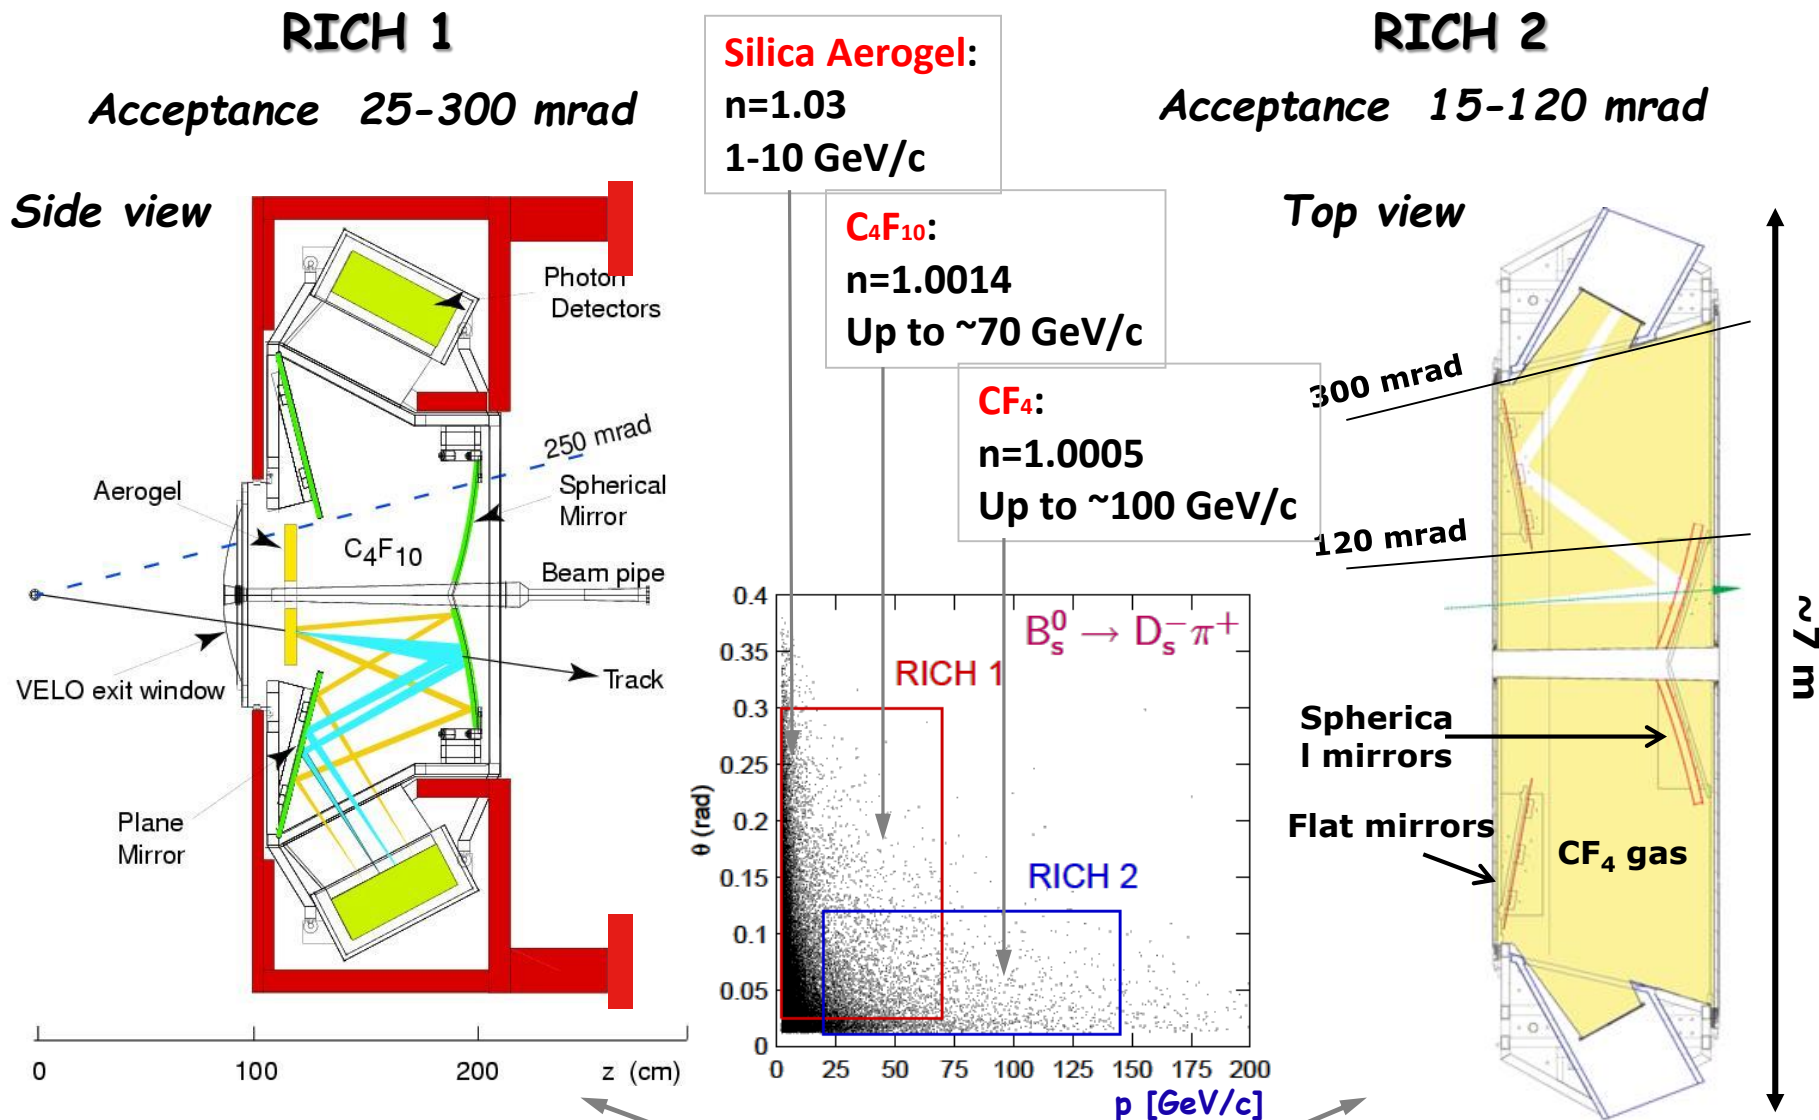 RICH 1
Acceptance 25-300 mrad
Side view
Silica Aerogel:
n=1.03
1-10 GeV/c
C₄F₁₀:
n=1.0014
Up to ~70 GeV/c
CF₄:
n=1.0005
Up to ~100 GeV/c
RICH 2
Acceptance 15-120 mrad
Top view
Photon
Detectors
250 mrad
Aerogel
Spherical
Mirror
C₄F₁₀
Beam pipe
VELO exit window
Track
Plane
Mirror
0
100
200
z (cm)
B⁰ₛ → D⁻ₛ π⁺
RICH 1
RICH 2
θ (rad)
0.4
0.35
0.3
0.25
0.2
0.15
0.1
0.05
0
0 25 50 75 100 125 150 175 200
p [GeV/c]
300 mrad
120 mrad
~7 m
Spherica
l mirrors
Flat mirrors
CF₄ gas